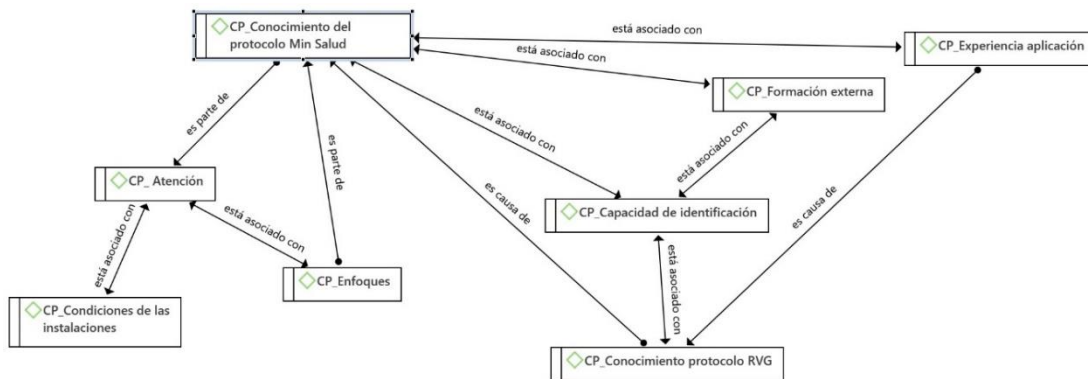 CP_Conocimiento del
protocolo Min Salud
está asociado con
CP_Experiencia aplicación
está asociado con
CP_Formación externa
es parte de
es parte de
está asociado con
está asociado con
es causa de
CP_ Atención
CP_Capacidad de identificación
es causa de
está asociado con
está asociado con
CP_Enfoques
está asociado con
CP_Condiciones de las
instalaciones
CP_Conocimiento protocolo RVG